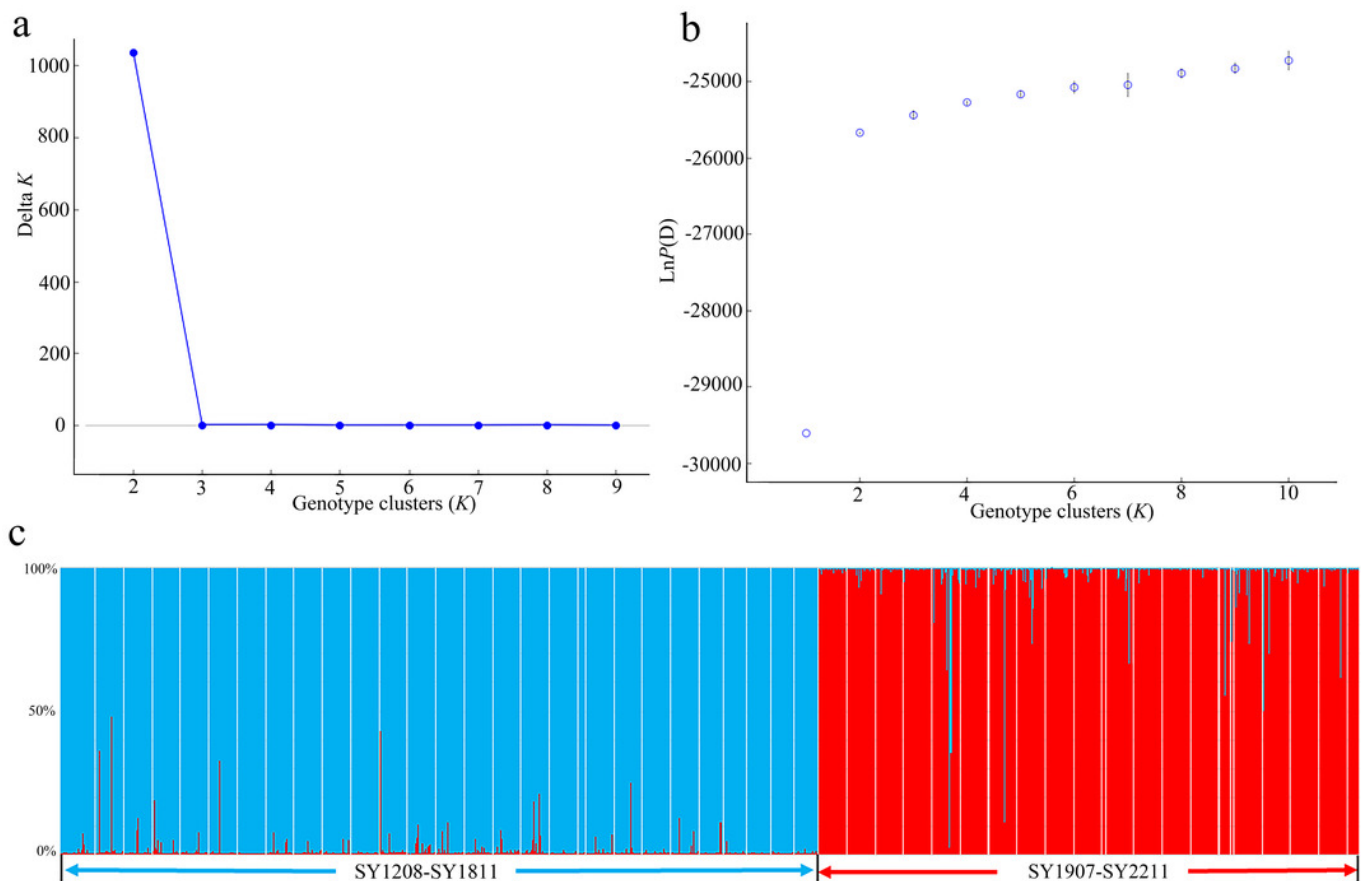 a
1000
800
600
400
200
0
Delta K
2 3 4 5 6 7 8 9
Genotype clusters (K)
b
-25000
-26000
-27000
-28000
-29000
-30000
LnP(D)
2 4 6 8 10
Genotype clusters (K)
c
100%
50%
0%
SY1208-SY1811 SY1907-SY2211